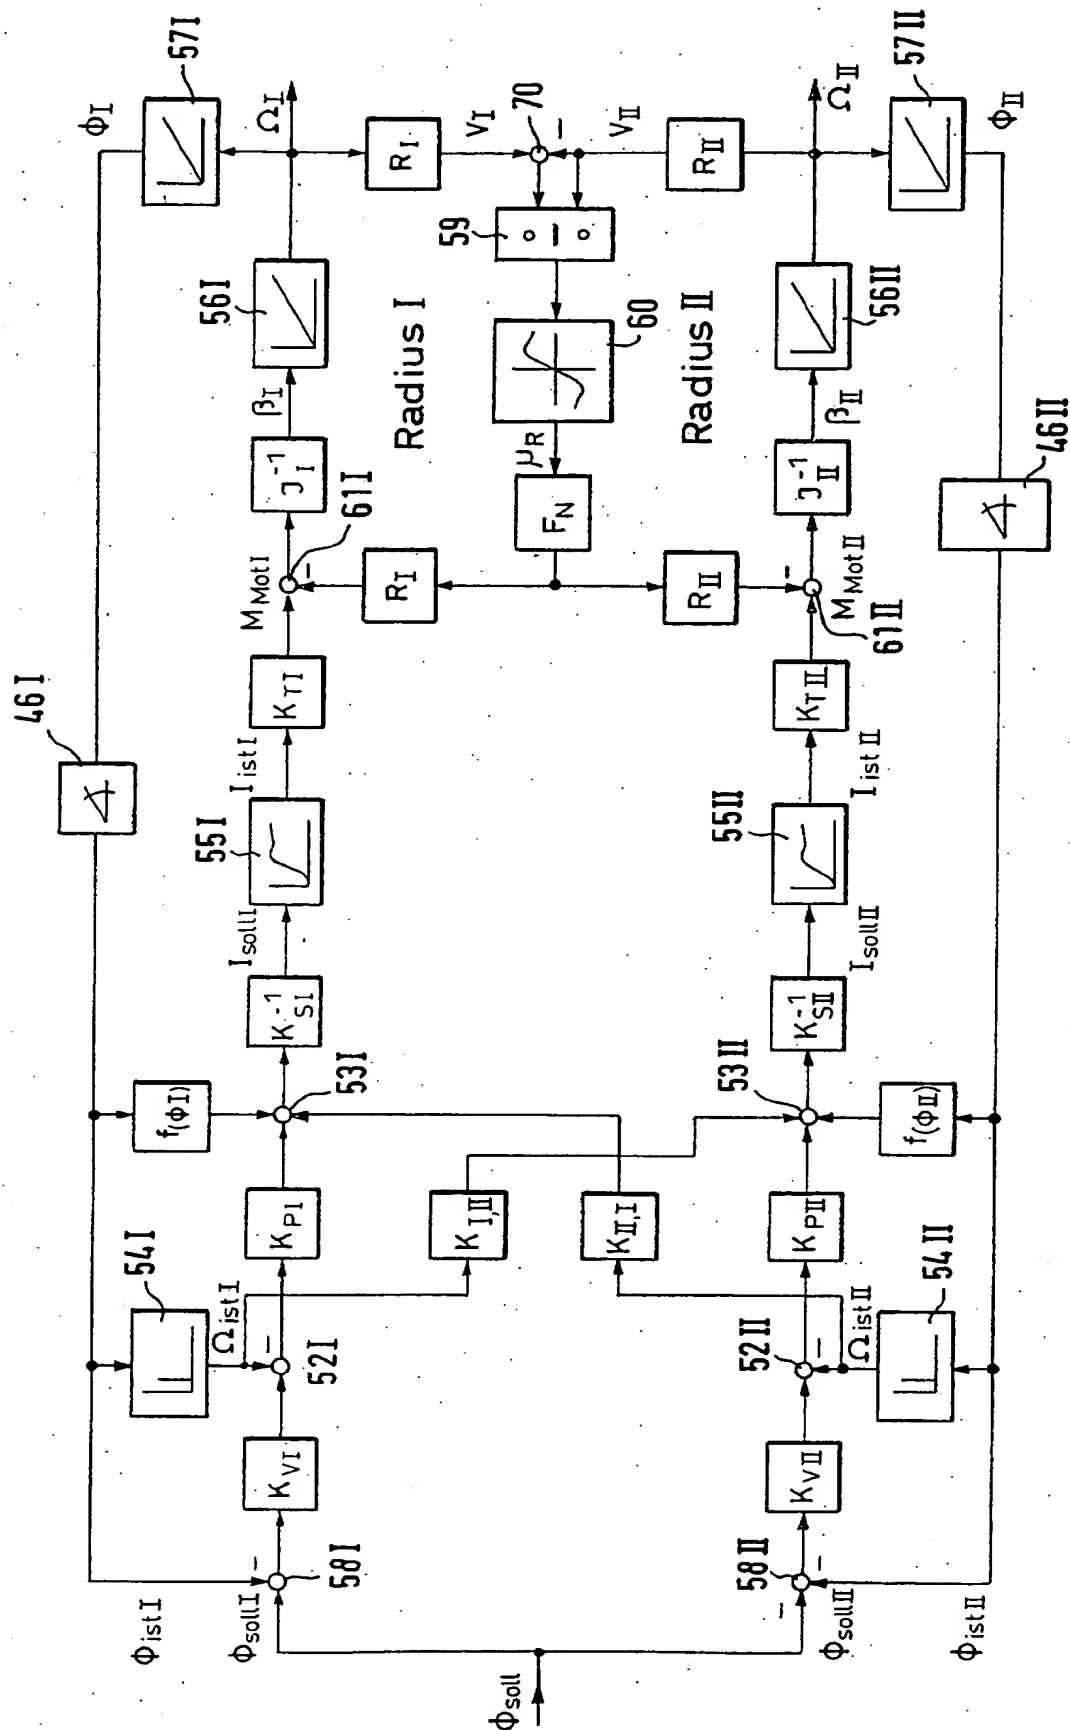 57I
ϕI
ΩI
RI
VI
70
−
VII
RII
ΩII
57II
ϕII
59
56I
Radius I
60
Radius II
56II
βI
μR
βII
46II
J⁻¹I
61I
FN
J⁻¹II
MMotI
−
RI
RII
−
MMotII
61II
46I
KTI
KTII
IistI
IistII
55I
55II
IsollI
IsollII
K⁻¹SI
K⁻¹SII
53I
53II
f(ϕI)
f(ϕII)
KPI
KI,II
KII,I
KPII
54I
54II
ΩistI
ΩistII
−
52I
52II
−
KVI
KVII
−
58I
58II
−
−
ϕistI
ϕsollI
ϕsollII
ϕistII
ϕsoll